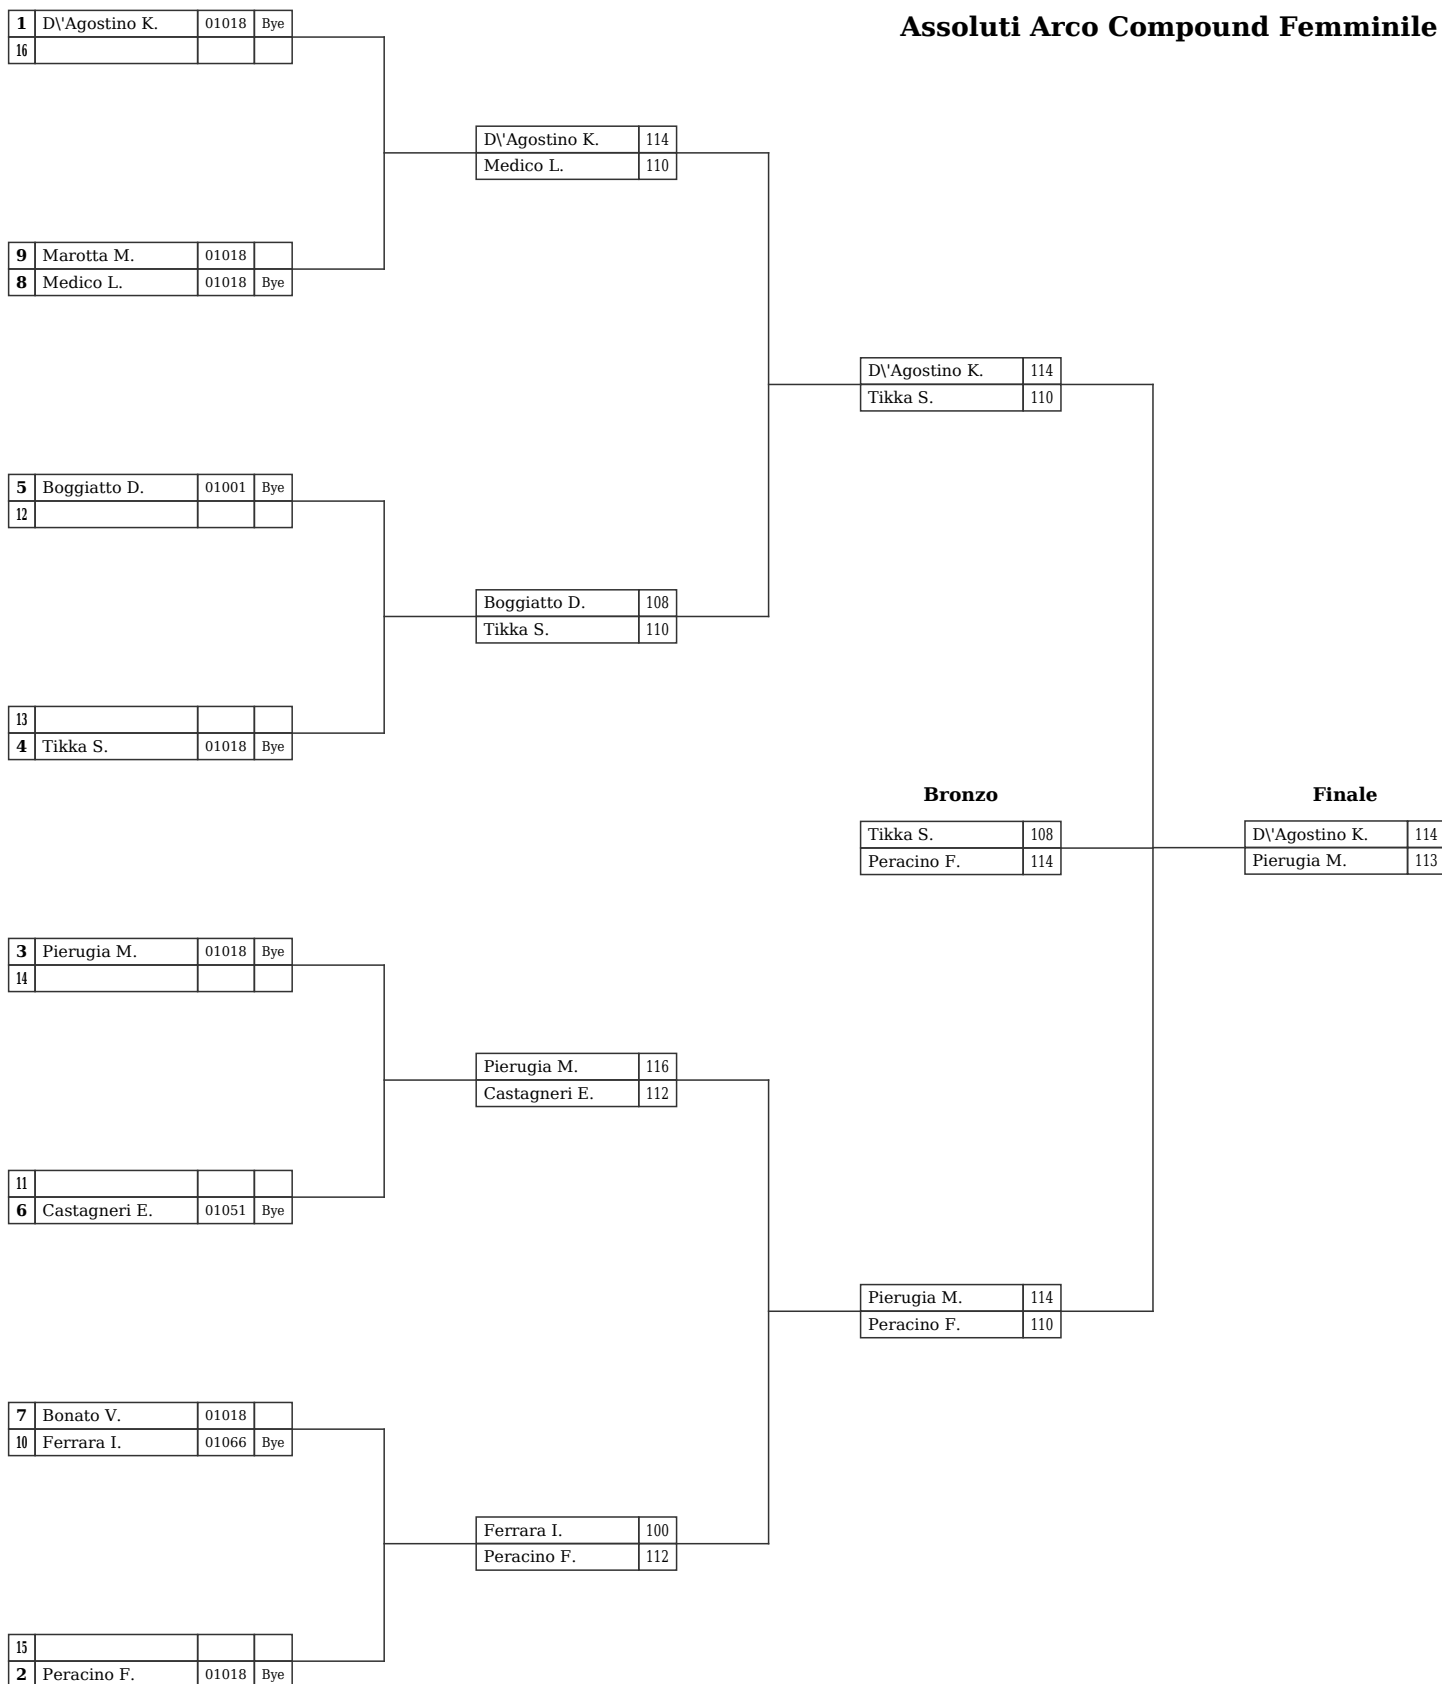 Assoluti Arco Compound Femminile
1 D\'Agostino K. 01018 Bye
16
D\'Agostino K. 114
Medico L. 110
9 Marotta M. 01018
8 Medico L. 01018 Bye
D\'Agostino K. 114
Tikka S. 110
5 Boggiatto D. 01001 Bye
12
Boggiatto D. 108
Tikka S. 110
13
4 Tikka S. 01018 Bye
Bronzo
Finale
Tikka S. 108
Peracino F. 114
D\'Agostino K. 114
Pierugia M. 113
3 Pierugia M. 01018 Bye
14
Pierugia M. 116
Castagneri E. 112
11
6 Castagneri E. 01051 Bye
Pierugia M. 114
Peracino F. 110
7 Bonato V. 01018
10 Ferrara I. 01066 Bye
Ferrara I. 100
Peracino F. 112
15
2 Peracino F. 01018 Bye